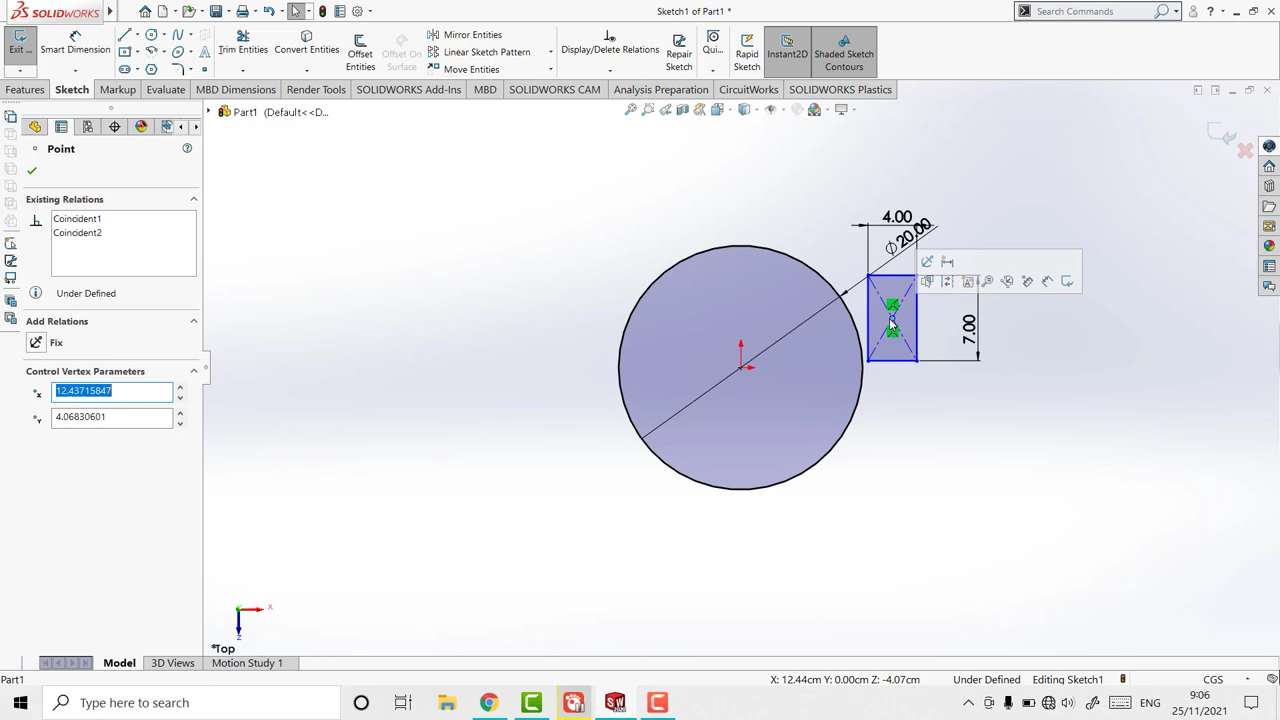 SOLIDWORKS
Sketch1 of Part1 *
Search Commands
Exit ...
Smart Dimension
Trim Entities
Convert Entities
Offset Entities
Offset On Surface
Mirror Entities
Linear Sketch Pattern
Move Entities
Display/Delete Relations
Repair Sketch
Qui...
Rapid Sketch
Instant2D
Shaded Sketch Contours
Features
Sketch
Markup
Evaluate
MBD Dimensions
Render Tools
SOLIDWORKS Add-Ins
MBD
SOLIDWORKS CAM
Analysis Preparation
CircuitWorks
SOLIDWORKS Plastics
Part1 (Default<<D...
Point
Existing Relations
Coincident1
Coincident2
Under Defined
Add Relations
Fix
Control Vertex Parameters
12.43715847
4.06830601
4.00
⌀20.00
7.00
x
z
*Top
Model
3D Views
Motion Study 1
Part1
X: 12.44cm Y: 0.00cm Z: -4.07cm
Under Defined
Editing Sketch1
CGS
Type here to search
ENG
9:06
25/11/2021